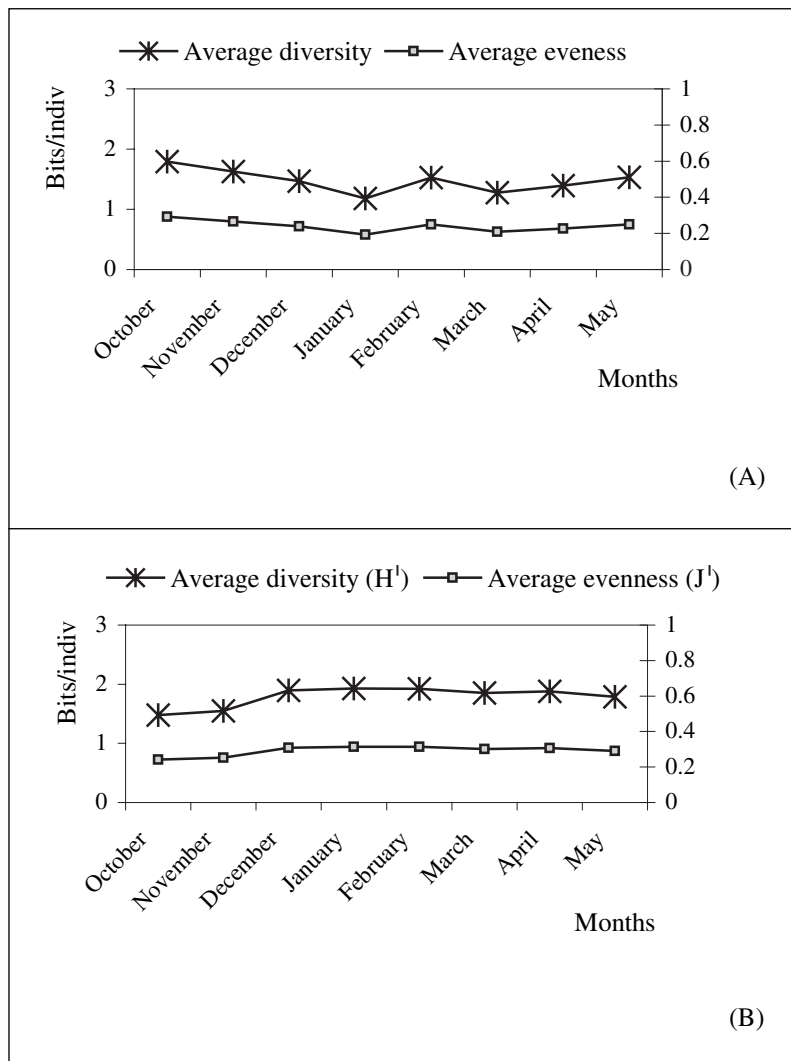 Average diversity Average eveness
Bits/indiv
3
2
1
0
1
0.8
0.6
0.4
0.2
0
October
November
December
January
February
March
April
May
Months
(A)
Average diversity (H^ı) Average evenness (J^ı)
Bits/indiv
3
2
1
0
1
0.8
0.6
0.4
0.2
0
October
November
December
January
February
March
April
May
Months
(B)